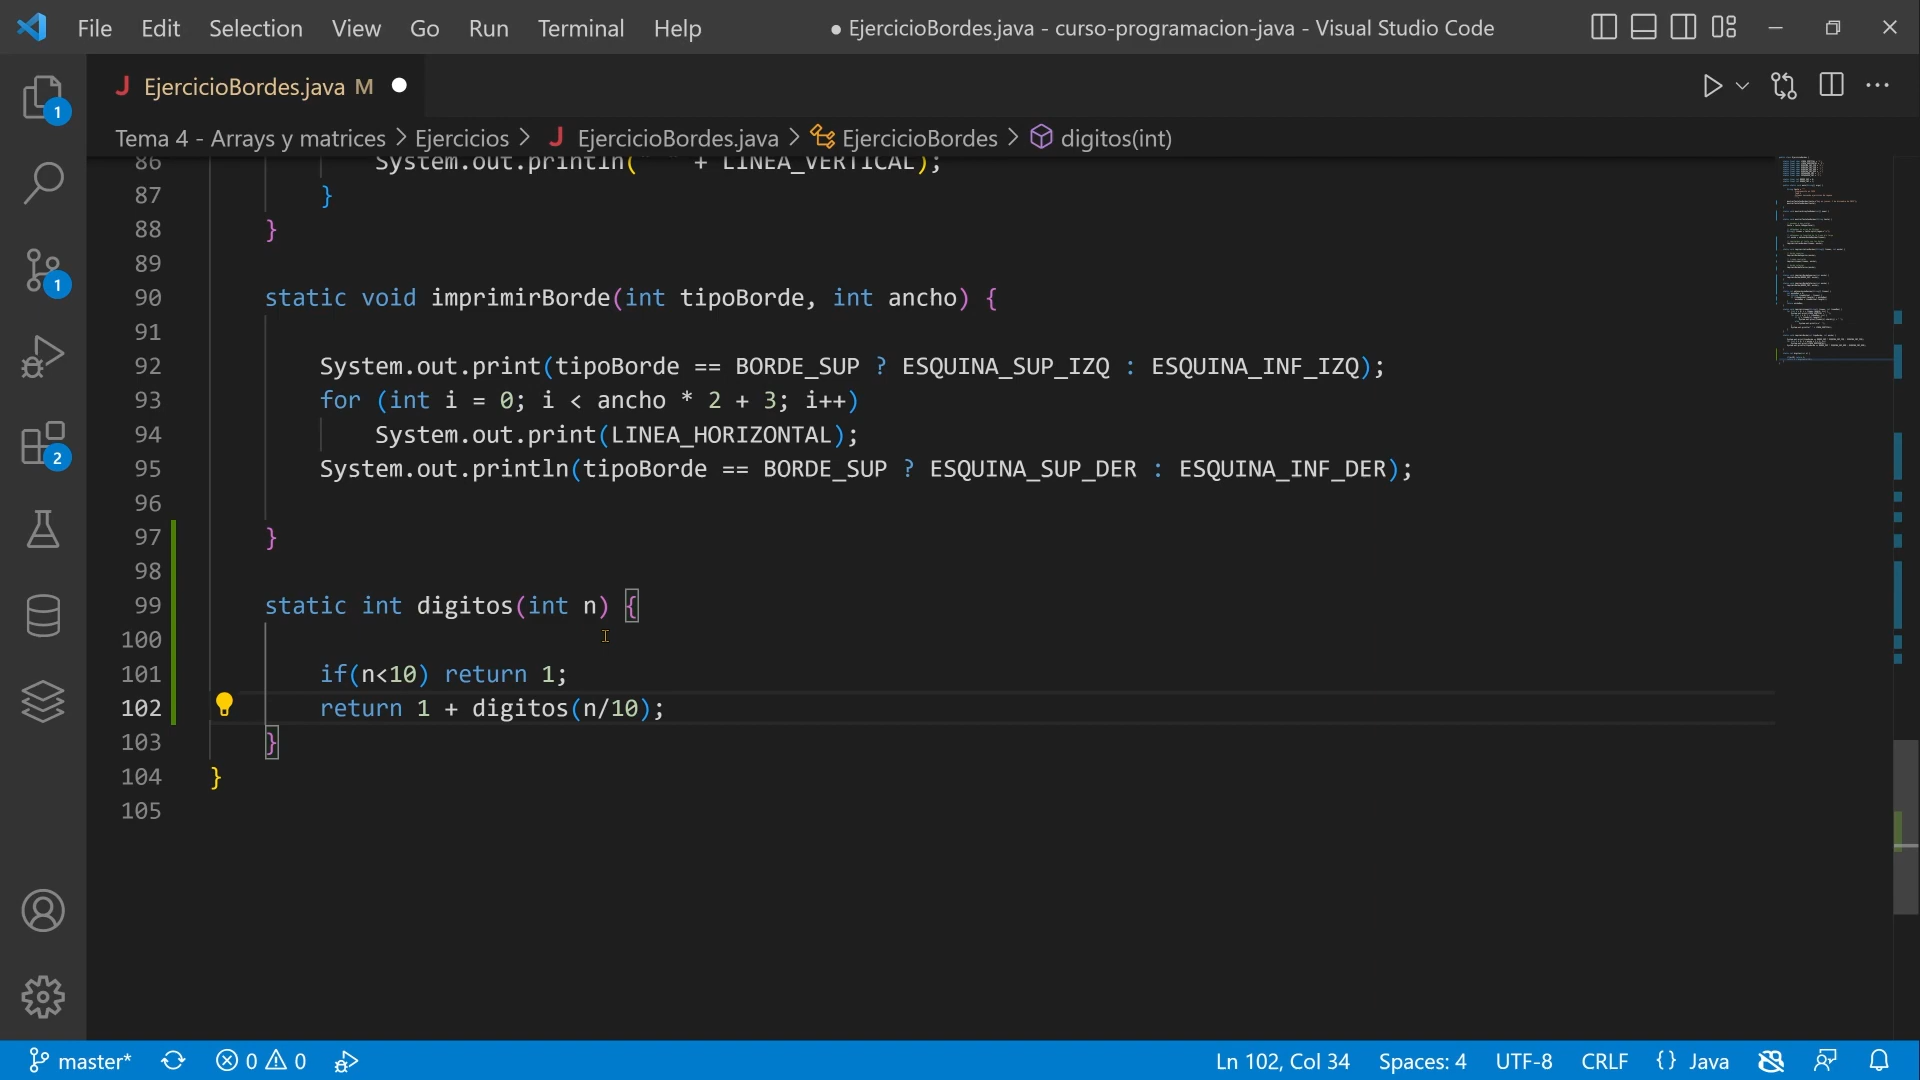 File Edit Selection View Go Run Terminal Help ● EjercicioBordes.java - curso-programacion-java - Visual Studio Code
J EjercicioBordes.java M
Tema 4 - Arrays y matrices > Ejercicios > J EjercicioBordes.java > EjercicioBordes > digitos(int)
86 System.out.println(" " + LINEA_VERTICAL);
87 }
88 }
89
90 static void imprimirBorde(int tipoBorde, int ancho) {
91
92 System.out.print(tipoBorde == BORDE_SUP ? ESQUINA_SUP_IZQ : ESQUINA_INF_IZQ);
93 for (int i = 0; i < ancho * 2 + 3; i++)
94 System.out.print(LINEA_HORIZONTAL);
95 System.out.println(tipoBorde == BORDE_SUP ? ESQUINA_SUP_DER : ESQUINA_INF_DER);
96
97 }
98
99 static int digitos(int n) {
100
101 if(n<10) return 1;
102 return 1 + digitos(n/10);
103 }
104 }
105
1
1
2
master* 0 0 Ln 102, Col 34 Spaces: 4 UTF-8 CRLF {} Java